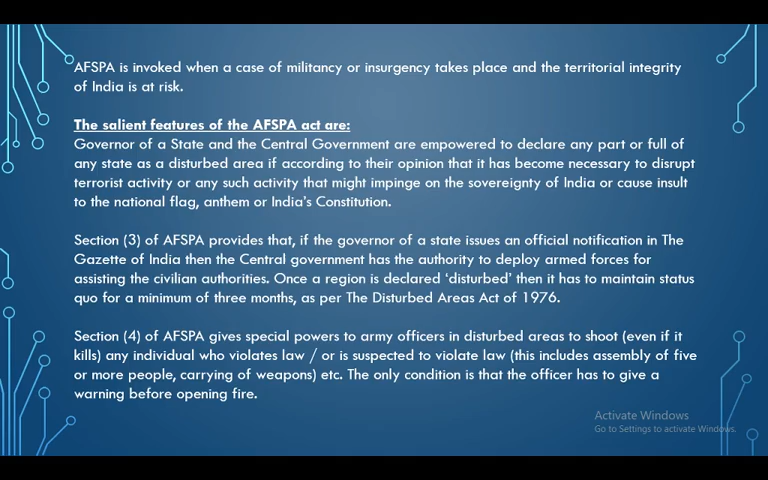 AFSPA is invoked when a case of militancy or insurgency takes place and the territorial integrity
of India is at risk.
The salient features of the AFSPA act are:
Governor of a State and the Central Government are empowered to declare any part or full of
any state as a disturbed area if according to their opinion that it has become necessary to disrupt
terrorist activity or any such activity that might impinge on the sovereignty of India or cause insult
to the national flag, anthem or India's Constitution.
Section (3) of AFSPA provides that, if the governor of a state issues an official notification in The
Gazette of India then the Central government has the authority to deploy armed forces for
assisting the civilian authorities. Once a region is declared 'disturbed' then it has to maintain status
quo for a minimum of three months, as per The Disturbed Areas Act of 1976.
Section (4) of AFSPA gives special powers to army officers in disturbed areas to shoot (even if it
kills) any individual who violates law / or is suspected to violate law (this includes assembly of five
or more people, carrying of weapons) etc. The only condition is that the officer has to give a
warning before opening fire.
Activate Windows
Go to Settings to activate Windows.